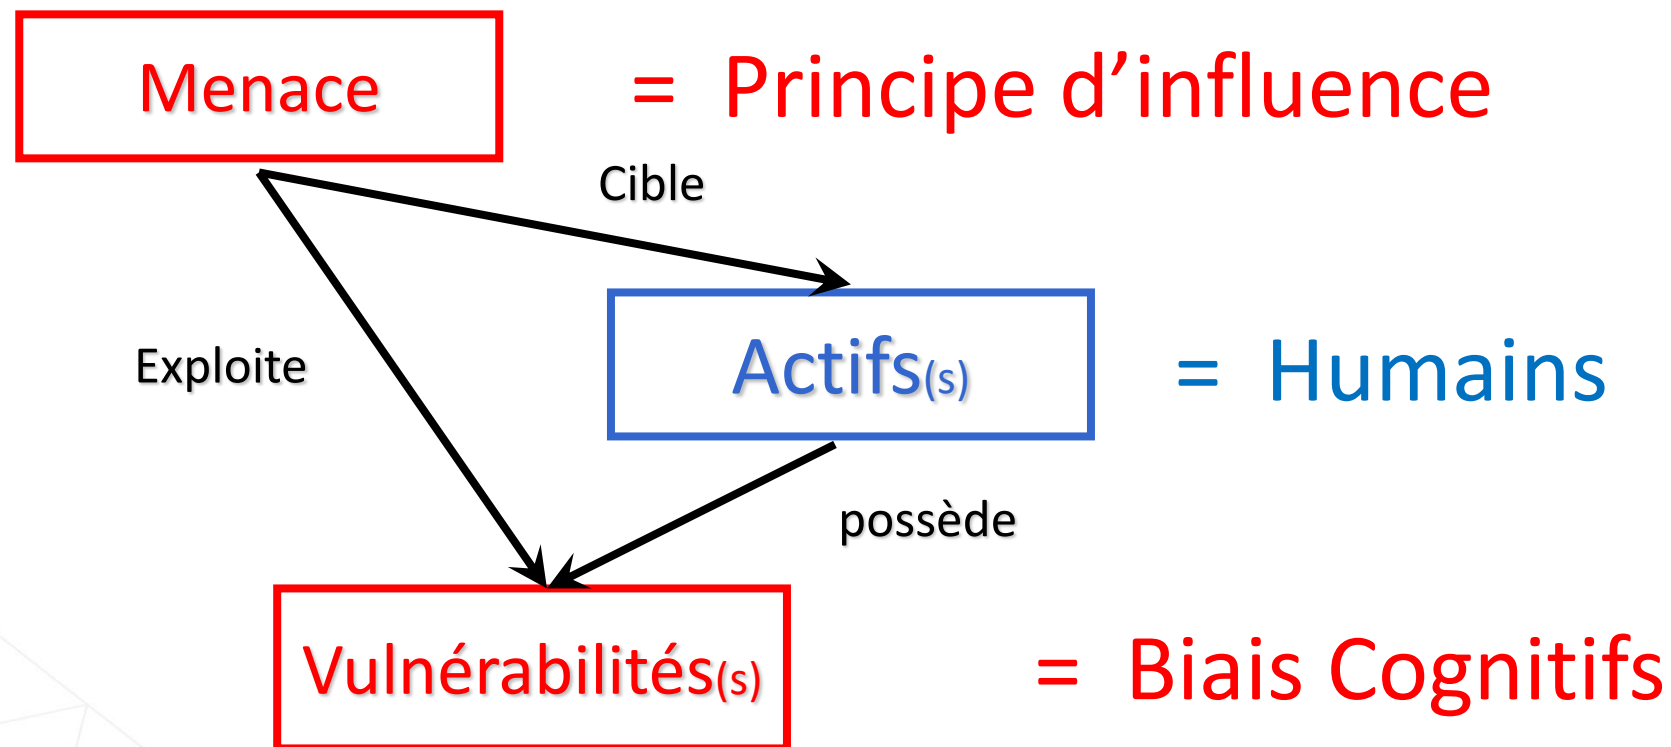 Menace = Principe d’influence
Cible
Exploite
Actifs(s) = Humains
possède
Vulnérabilités(s) = Biais Cognitifs